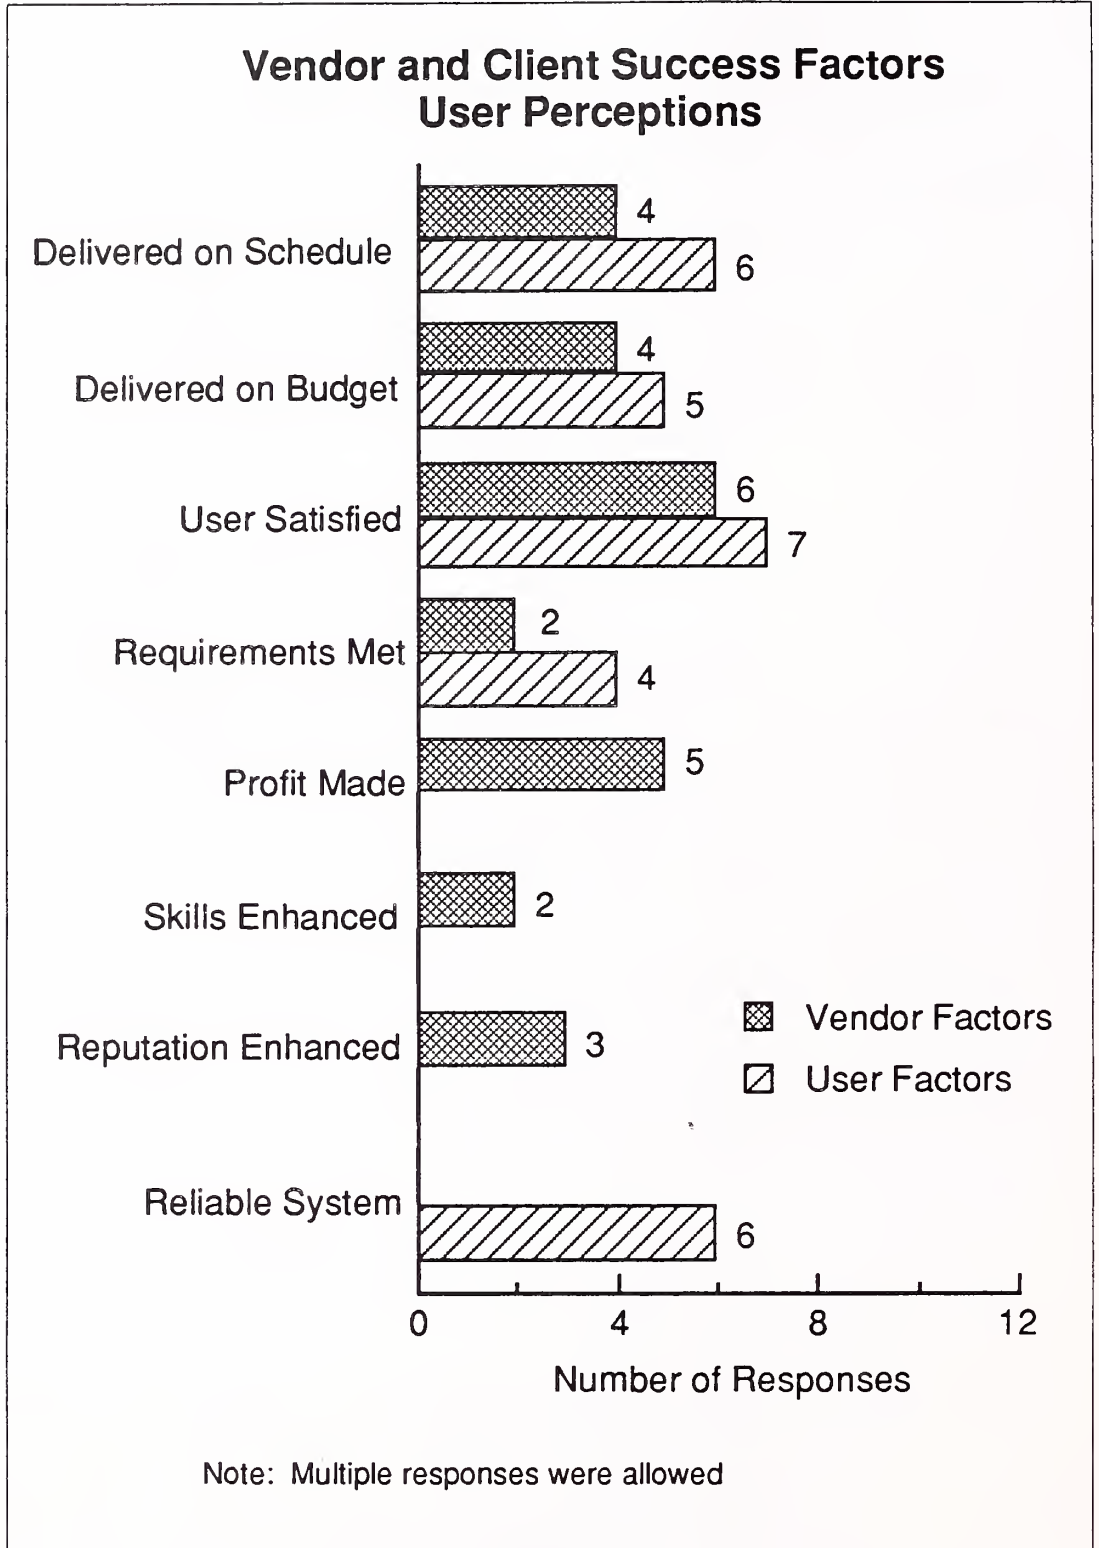 Vendor and Client Success Factors
User Perceptions
4
Delivered on Schedule
6
4
Delivered on Budget
5
6
User Satisfied
7
2
Requirements Met
4
5
Profit Made
2
Skills Enhanced
Vendor Factors
Reputation Enhanced
3
User Factors
Reliable System
6
0 4 8 12
Number of Responses
Note: Multiple responses were allowed